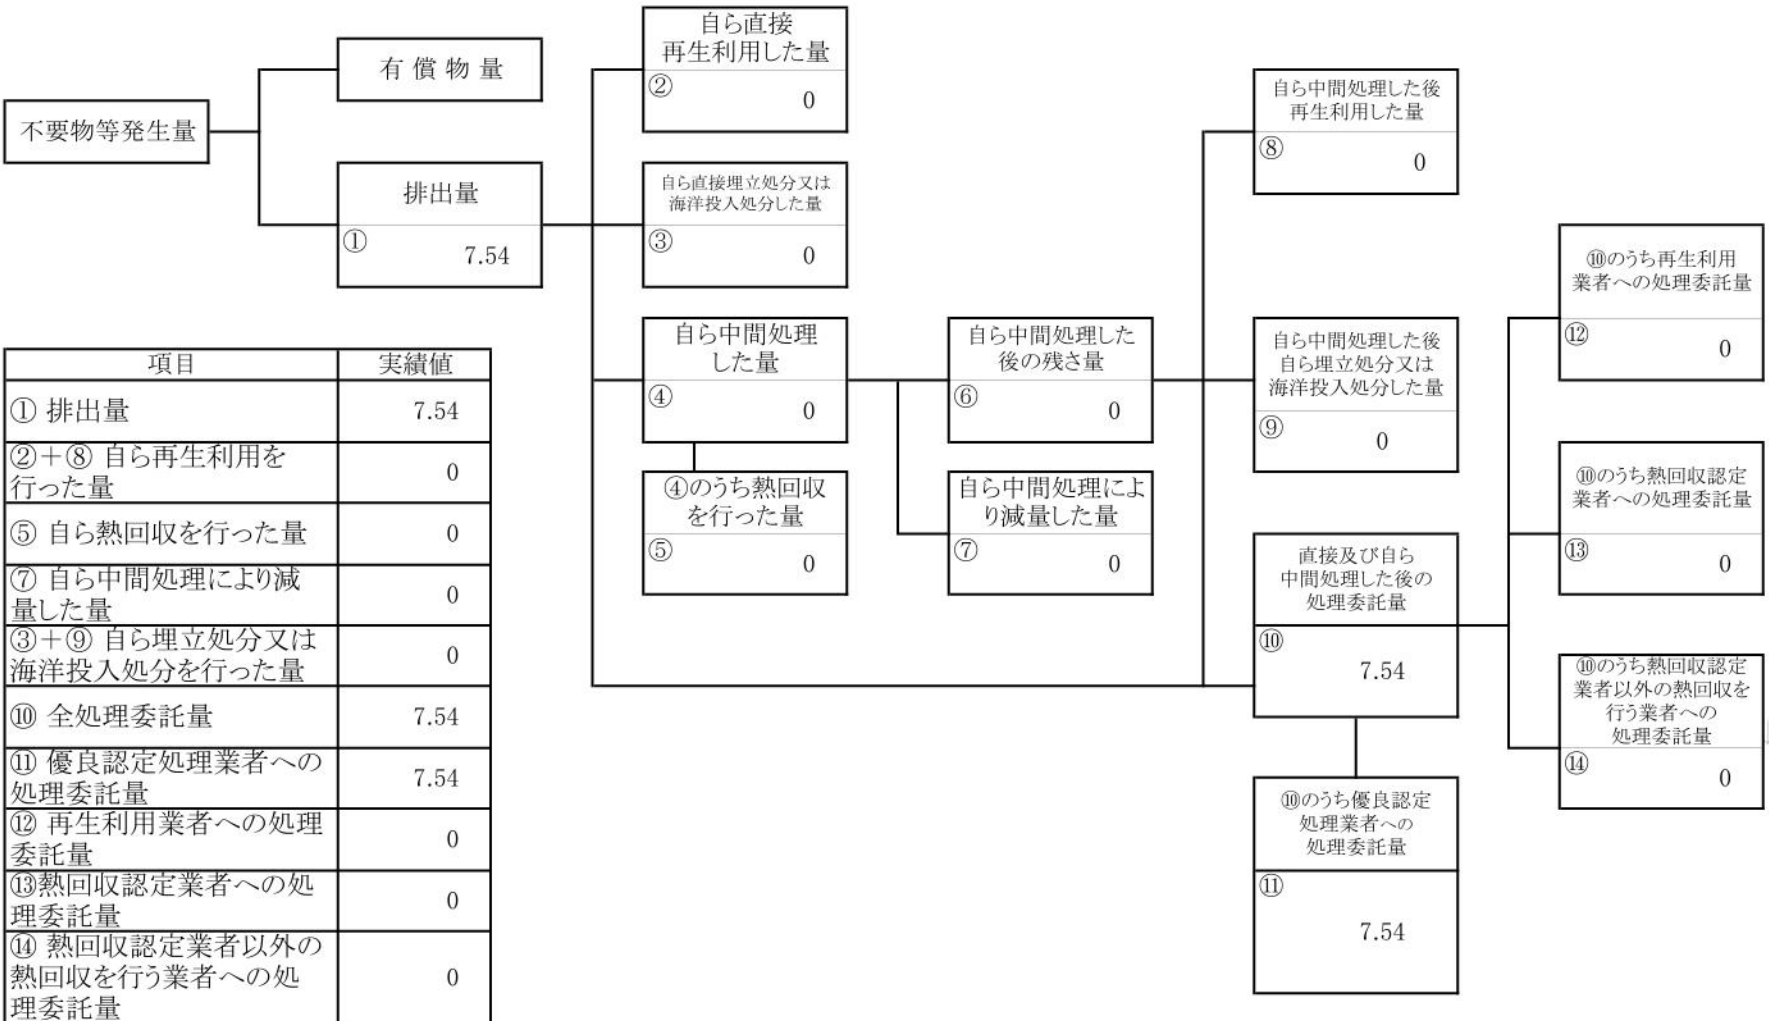 不要物等発生量
有償物量
排出量
①
7.54
自ら直接
再生利用した量
②
0
自ら直接埋立処分又は
海洋投入処分した量
③
0
自ら中間処理
した量
④
0
④のうち熱回収
を行った量
⑤
0
自ら中間処理した
後の残さ量
⑥
0
自ら中間処理によ
り減量した量
⑦
0
自ら中間処理した後
再生利用した量
⑧
0
自ら中間処理した後
自ら埋立処分又は
海洋投入処分した量
⑨
0
直接及び自ら
中間処理した後の
処理委託量
⑩
7.54
⑩のうち優良認定
処理業者への
処理委託量
⑪
7.54
⑩のうち再生利用
業者への処理委託量
⑫
0
⑩のうち熱回収認定
業者への処理委託量
⑬
0
⑩のうち熱回収認定
業者以外の熱回収を
行う業者への
処理委託量
⑭
0
項目 実績値
① 排出量 7.54
②+⑧ 自ら再生利用を
行った量 0
⑤ 自ら熱回収を行った量 0
⑦ 自ら中間処理により減
量した量 0
③+⑨ 自ら埋立処分又は
海洋投入処分を行った量 0
⑩ 全処理委託量 7.54
⑪ 優良認定処理業者への
処理委託量 7.54
⑫ 再生利用業者への処理
委託量 0
⑬熱回収認定業者への処
理委託量 0
⑭ 熱回収認定業者以外の
熱回収を行う業者への処 0
理委託量